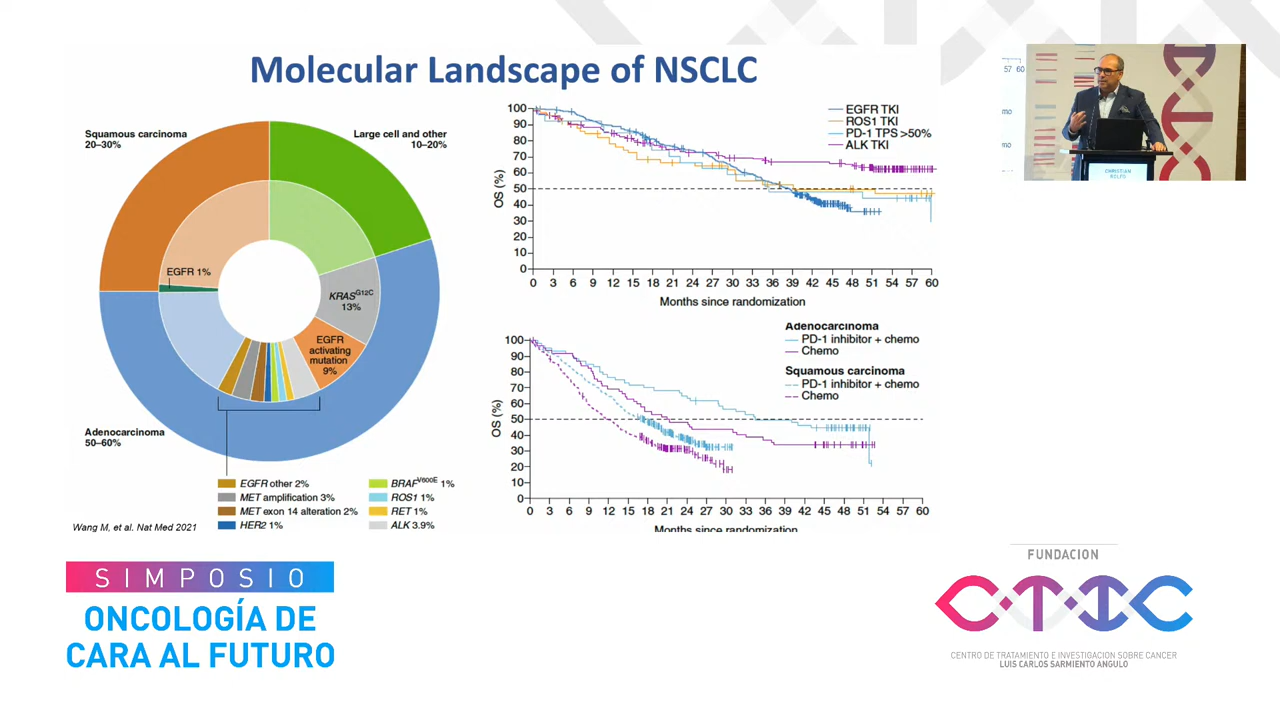 Molecular Landscape of NSCLC
Squamous carcinoma
20–30%
Large cell and other
10–20%
EGFR 1%
KRAS G12C
13%
EGFR
activating
mutation
9%
Adenocarcinoma
50–60%
EGFR other 2%
MET amplification 3%
MET exon 14 alteration 2%
HER2 1%
BRAF V600E 1%
ROS1 1%
RET 1%
ALK 3.9%
Wang M, et al. Nat Med 2021
EGFR TKI
ROS1 TKI
PD-1 TPS >50%
ALK TKI
OS (%)
100
90
80
70
60
50
40
30
20
10
0
0 3 6 9 12 15 18 21 24 27 30 33 36 39 42 45 48 51 54 57 60
Months since randomization
Adenocarcinoma
PD-1 inhibitor + chemo
Chemo
Squamous carcinoma
PD-1 inhibitor + chemo
Chemo
OS (%)
100
90
80
70
60
50
40
30
20
10
0
0 3 6 9 12 15 18 21 24 27 30 33 36 39 42 45 48 51 54 57 60
Months since randomization
57 60
mo
mo
CHRISTIAN
ROLFO
SIMPOSIO
ONCOLOGÍA DE
CARA AL FUTURO
FUNDACION
CTIC
CENTRO DE TRATAMIENTO E INVESTIGACION SOBRE CANCER
LUIS CARLOS SARMIENTO ANGULO